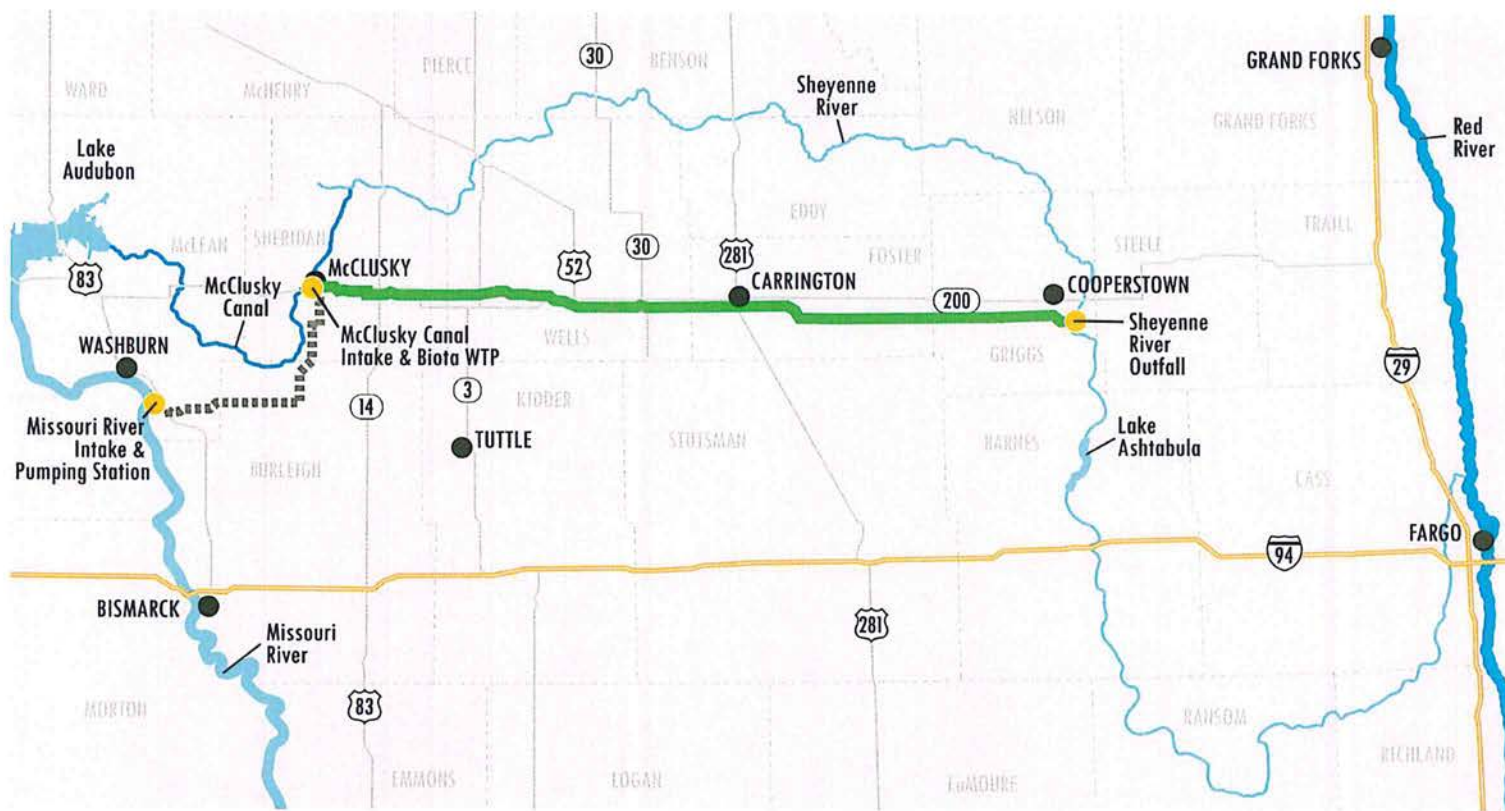 PIERCE
30
BENSON
GRAND FORKS
WARD
McHENRY
Sheyenne
River
NELSON
GRAND FORKS
Red
River
Lake
Audubon
EDDY
TRAILL
McLEAN
SHERIDAN
STEELE
83
30
281
FOSTER
52
McCLUSKY
CARRINGTON
COOPERSTOWN
200
McClusky
Canal
McClusky Canal
Intake & Biota WTP
WELLS
Sheyenne
River
Outfall
WASHBURN
GRIGGS
29
14
3
KIDDER
Missouri River
Intake &
Pumping Station
TUTTLE
STUTSMAN
BARNES
Lake
Ashtabula
BURLEIGH
CASS
FARGO
94
BISMARCK
281
Missouri
River
83
MORTON
RANSOM
RICHLAND
EMMONS
LOGAN
LaMOURE